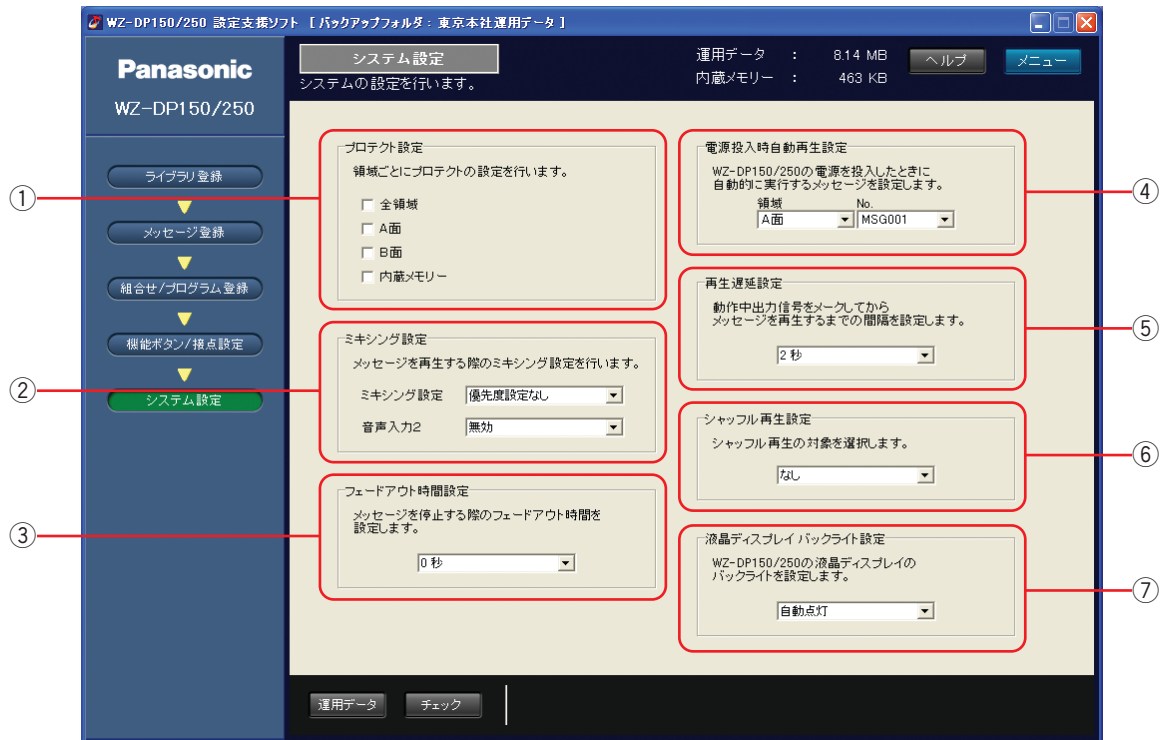 WZ-DP150/250 設定支援ソフト [ バックアップフォルダ : 東京本社運用データ ]
Panasonic
WZ-DP150/250
システム設定
システムの設定を行います。
運用データ : 8.14 MB
内蔵メモリー : 463 KB
ヘルプ
メニュー
ライブラリ登録
メッセージ登録
組合せ/プログラム登録
機能ボタン/接点設定
システム設定
①
プロテクト設定
領域ごとにプロテクトの設定を行います。
全領域
A面
B面
内蔵メモリー
②
ミキシング設定
メッセージを再生する際のミキシング設定を行います。
ミキシング設定 優先度設定なし
音声入力2 無効
③
フェードアウト時間設定
メッセージを停止する際のフェードアウト時間を
設定します。
0 秒
④
電源投入時自動再生設定
WZ-DP150/250の電源を投入したときに
自動的に実行するメッセージを設定します。
領域 No.
A面 MSG001
⑤
再生遅延設定
動作中出力信号をメークしてから
メッセージを再生するまでの間隔を設定します。
2 秒
⑥
シャッフル再生設定
シャッフル再生の対象を選択します。
なし
⑦
液晶ディスプレイ バックライト設定
WZ-DP150/250の液晶ディスプレイの
バックライトを設定します。
自動点灯
運用データ
チェック